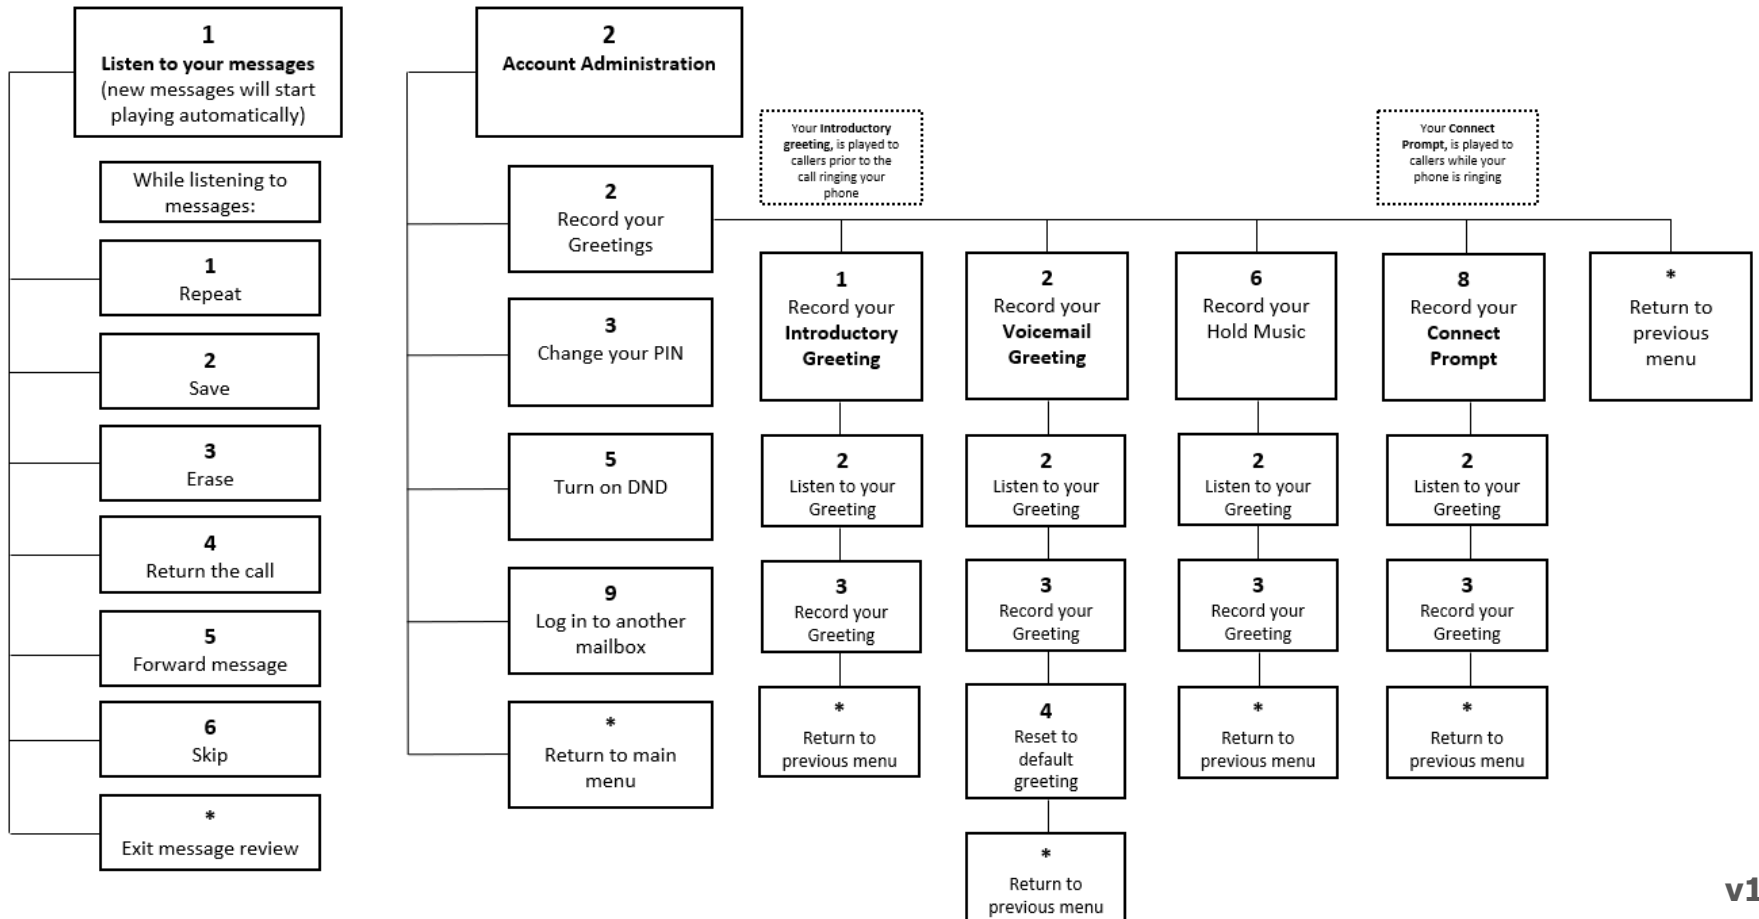 1
Listen to your messages
(new messages will start
playing automatically)
While listening to
messages:
1
Repeat
2
Save
3
Erase
4
Return the call
5
Forward message
6
Skip
*
Exit message review
2
Account Administration
2
Record your
Greetings
3
Change your PIN
5
Turn on DND
9
Log in to another
mailbox
*
Return to main
menu
Your Introductory
greeting, is played to
callers prior to the
call ringing your
phone
1
Record your
Introductory
Greeting
2
Listen to your
Greeting
3
Record your
Greeting
*
Return to
previous menu
2
Record your
Voicemail
Greeting
2
Listen to your
Greeting
3
Record your
Greeting
4
Reset to
default
greeting
*
Return to
previous menu
6
Record your
Hold Music
2
Listen to your
Greeting
3
Record your
Greeting
*
Return to
previous menu
Your Connect
Prompt, is played to
callers while your
phone is ringing
8
Record your
Connect
Prompt
2
Listen to your
Greeting
3
Record your
Greeting
*
Return to
previous menu
*
Return to
previous
menu
v1